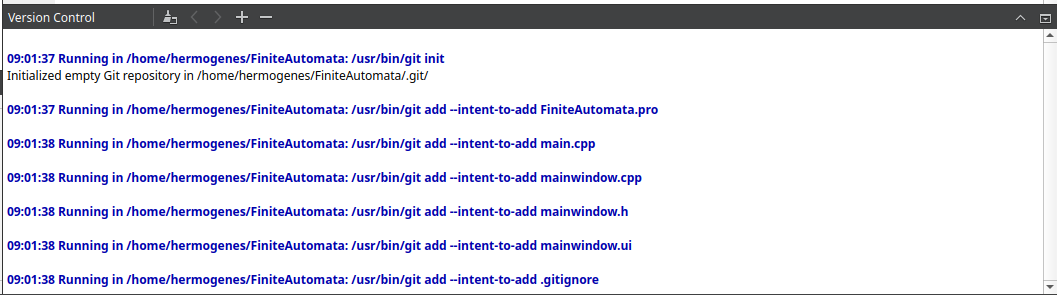 Version Control
09:01:37 Running in /home/hermogenes/FiniteAutomata: /usr/bin/git init
Initialized empty Git repository in /home/hermogenes/FiniteAutomata/.git/
09:01:37 Running in /home/hermogenes/FiniteAutomata: /usr/bin/git add --intent-to-add FiniteAutomata.pro
09:01:38 Running in /home/hermogenes/FiniteAutomata: /usr/bin/git add --intent-to-add main.cpp
09:01:38 Running in /home/hermogenes/FiniteAutomata: /usr/bin/git add --intent-to-add mainwindow.cpp
09:01:38 Running in /home/hermogenes/FiniteAutomata: /usr/bin/git add --intent-to-add mainwindow.h
09:01:38 Running in /home/hermogenes/FiniteAutomata: /usr/bin/git add --intent-to-add mainwindow.ui
09:01:38 Running in /home/hermogenes/FiniteAutomata: /usr/bin/git add --intent-to-add .gitignore